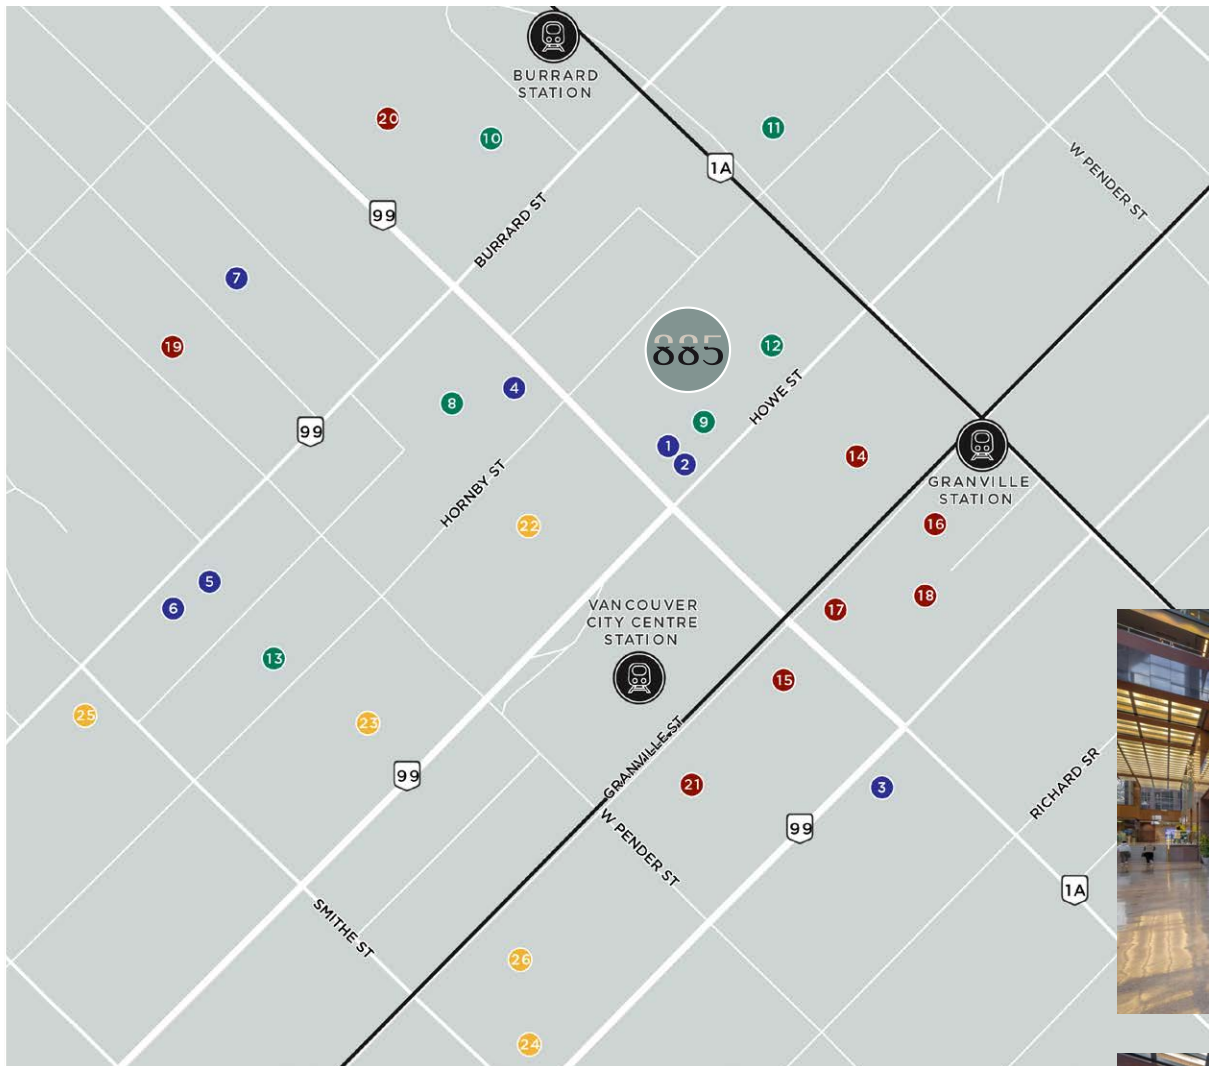 BURRARD
STATION
20
10
11
1A
W PENDER ST
99
BURRARD ST
7
19
885
12
4
8
9
HOWE ST
99
1
2
14
GRANVILLE
STATION
HORNBY ST
22
16
5
6
VANCOUVER
CITY CENTRE
STATION
17
18
13
15
25
23
99
GRANVILLE ST
21
3
RICHARD SR
W PENDER ST
99
1A
SMITHE ST
26
24